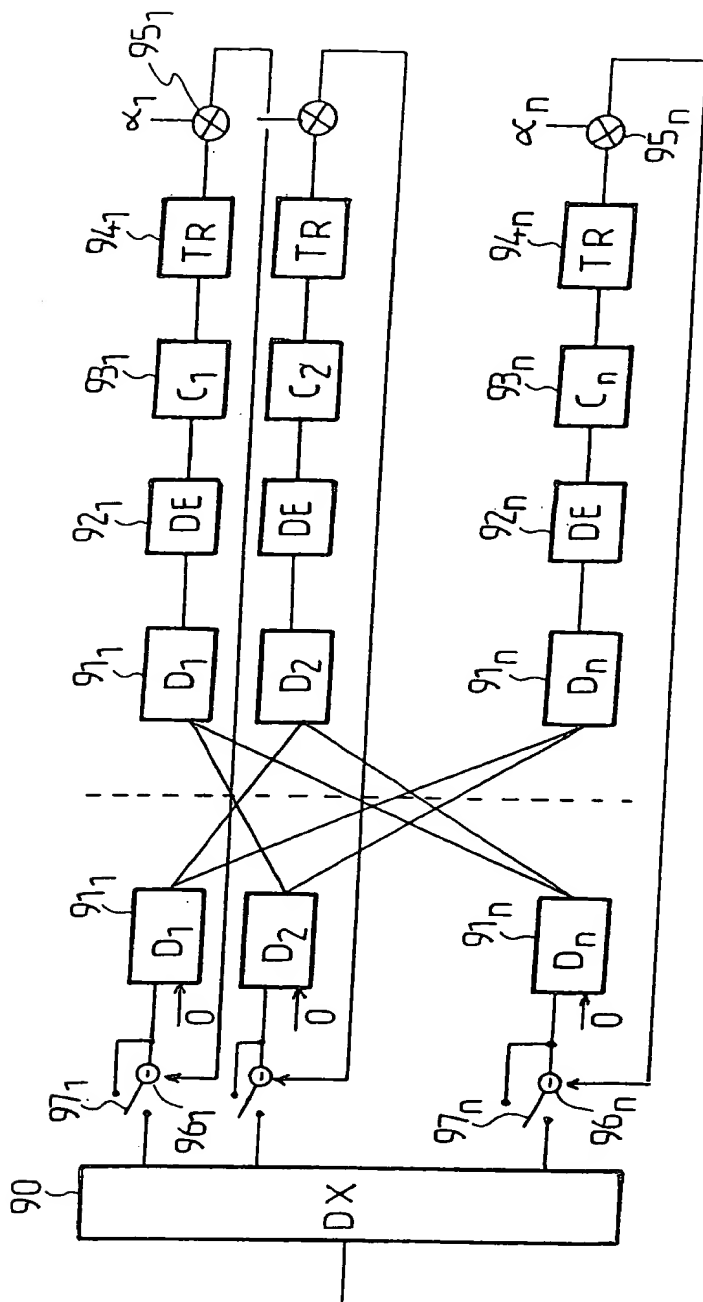 90
DX
97₁
96₁
91₁
D₁
0
D₂
0
97ₙ
96ₙ
91ₙ
Dₙ
0
91₁
D₁
92₁
DE
93₁
C₁
94₁
TR
α₁
95₁
D₂
DE
C₂
TR
91ₙ
Dₙ
92ₙ
DE
93ₙ
Cₙ
94ₙ
TR
αₙ
95ₙ